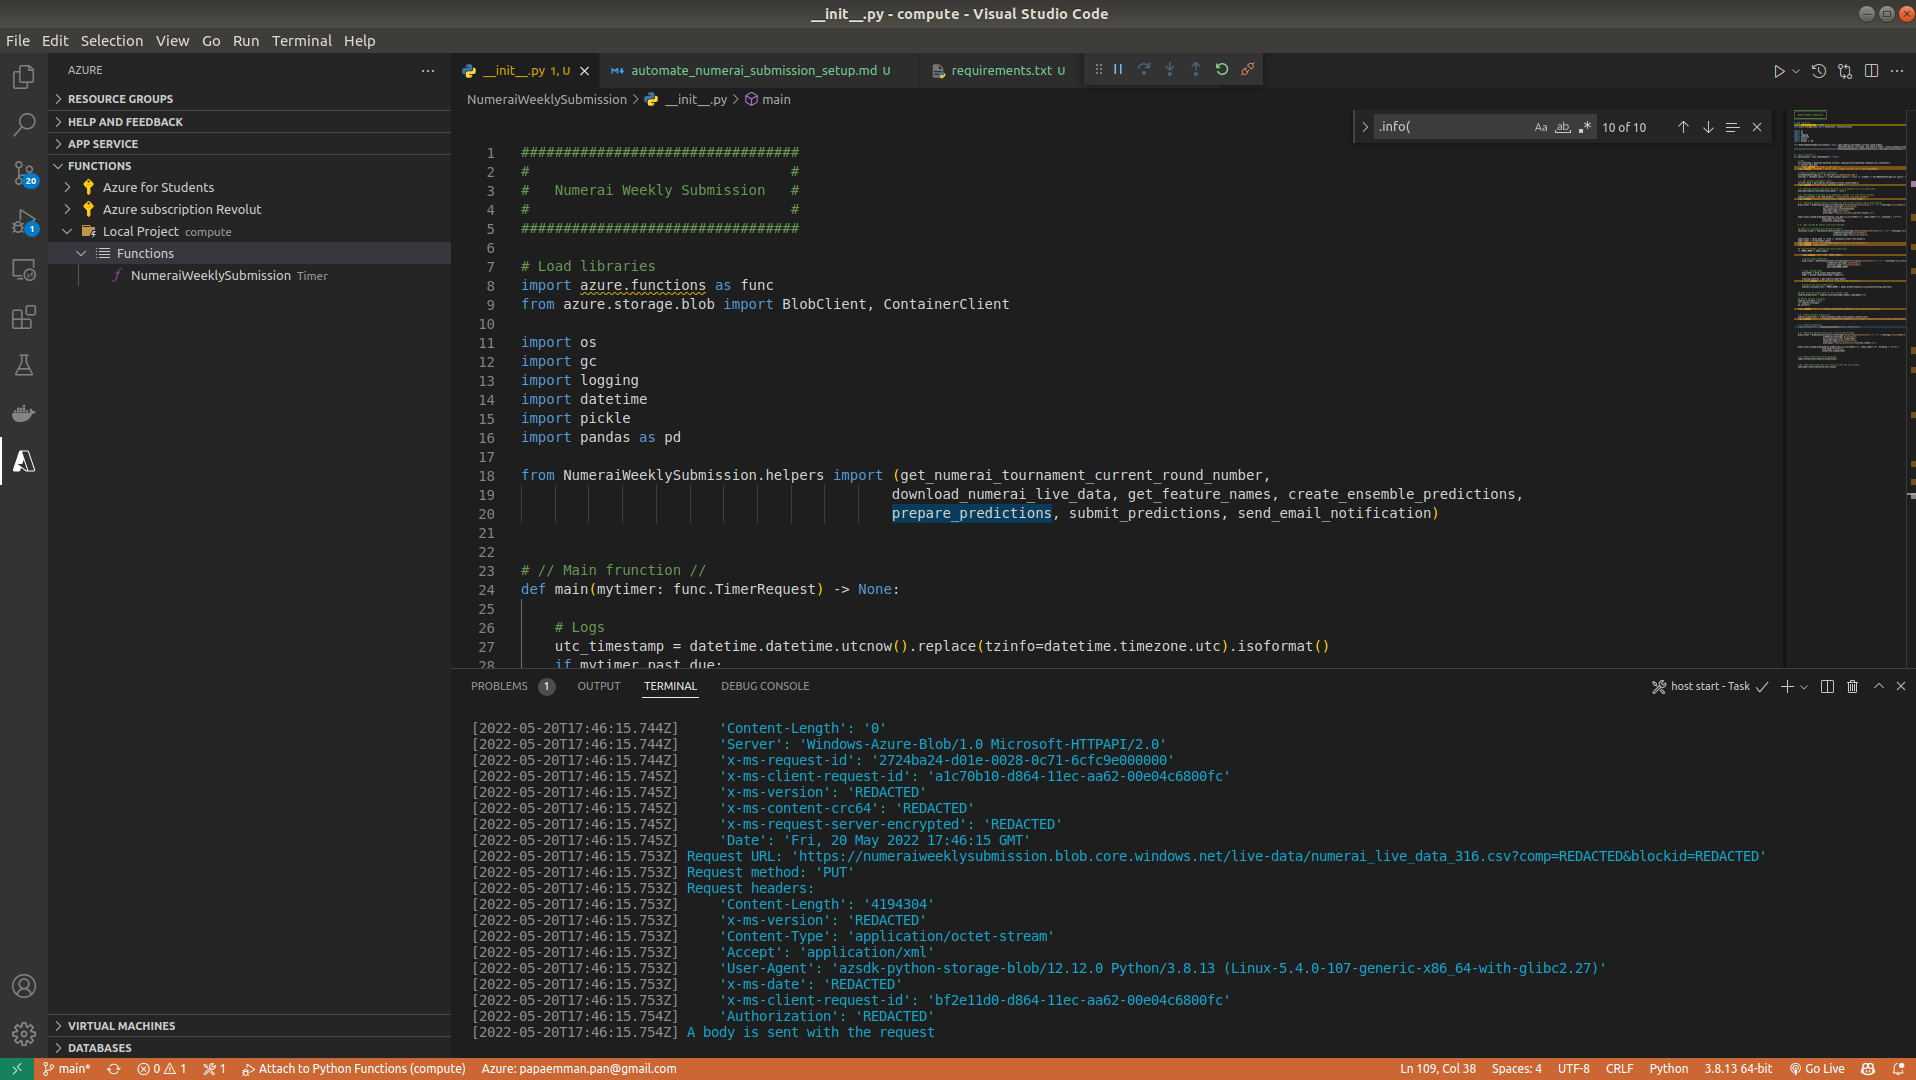 __init__.py - compute - Visual Studio Code
File Edit Selection View Go Run Terminal Help
AZURE
RESOURCE GROUPS
HELP AND FEEDBACK
APP SERVICE
FUNCTIONS
Azure for Students
Azure subscription Revolut
Local Project compute
Functions
NumeraiWeeklySubmission Timer
VIRTUAL MACHINES
DATABASES
20
1
__init__.py 1, U
automate_numerai_submission_setup.md U
requirements.txt U
NumeraiWeeklySubmission > __init__.py > main
.info(
Aa ab .* 10 of 10
1 #################################
2 # #
3 # Numerai Weekly Submission #
4 # #
5 #################################
6
7 # Load libraries
8 import azure.functions as func
9 from azure.storage.blob import BlobClient, ContainerClient
10
11 import os
12 import gc
13 import logging
14 import datetime
15 import pickle
16 import pandas as pd
17
18 from NumeraiWeeklySubmission.helpers import (get_numerai_tournament_current_round_number,
19 download_numerai_live_data, get_feature_names, create_ensemble_predictions,
20 prepare_predictions, submit_predictions, send_email_notification)
21
22
23 # // Main frunction //
24 def main(mytimer: func.TimerRequest) -> None:
25
26 # Logs
27 utc_timestamp = datetime.datetime.utcnow().replace(tzinfo=datetime.timezone.utc).isoformat()
28 if mytimer.past_due:
PROBLEMS 1 OUTPUT TERMINAL DEBUG CONSOLE
host start - Task
[2022-05-20T17:46:15.744Z] 'Content-Length': '0'
[2022-05-20T17:46:15.744Z] 'Server': 'Windows-Azure-Blob/1.0 Microsoft-HTTPAPI/2.0'
[2022-05-20T17:46:15.744Z] 'x-ms-request-id': '2724ba24-d01e-0028-0c71-6cfc9e000000'
[2022-05-20T17:46:15.745Z] 'x-ms-client-request-id': 'a1c70b10-d864-11ec-aa62-00e04c6800fc'
[2022-05-20T17:46:15.745Z] 'x-ms-version': 'REDACTED'
[2022-05-20T17:46:15.745Z] 'x-ms-content-crc64': 'REDACTED'
[2022-05-20T17:46:15.745Z] 'x-ms-request-server-encrypted': 'REDACTED'
[2022-05-20T17:46:15.745Z] 'Date': 'Fri, 20 May 2022 17:46:15 GMT'
[2022-05-20T17:46:15.753Z] Request URL: 'https://numeraiweeklysubmission.blob.core.windows.net/live-data/numerai_live_data_316.csv?comp=REDACTED&blockid=REDACTED'
[2022-05-20T17:46:15.753Z] Request method: 'PUT'
[2022-05-20T17:46:15.753Z] Request headers:
[2022-05-20T17:46:15.753Z] 'Content-Length': '4194304'
[2022-05-20T17:46:15.753Z] 'x-ms-version': 'REDACTED'
[2022-05-20T17:46:15.753Z] 'Content-Type': 'application/octet-stream'
[2022-05-20T17:46:15.753Z] 'Accept': 'application/xml'
[2022-05-20T17:46:15.753Z] 'User-Agent': 'azsdk-python-storage-blob/12.12.0 Python/3.8.13 (Linux-5.4.0-107-generic-x86_64-with-glibc2.27)'
[2022-05-20T17:46:15.753Z] 'x-ms-date': 'REDACTED'
[2022-05-20T17:46:15.753Z] 'x-ms-client-request-id': 'bf2e11d0-d864-11ec-aa62-00e04c6800fc'
[2022-05-20T17:46:15.754Z] 'Authorization': 'REDACTED'
[2022-05-20T17:46:15.754Z] A body is sent with the request
main* 0 1 1 Attach to Python Functions (compute) Azure: papaemman.pan@gmail.com Ln 109, Col 38 Spaces: 4 UTF-8 CRLF Python 3.8.13 64-bit Go Live